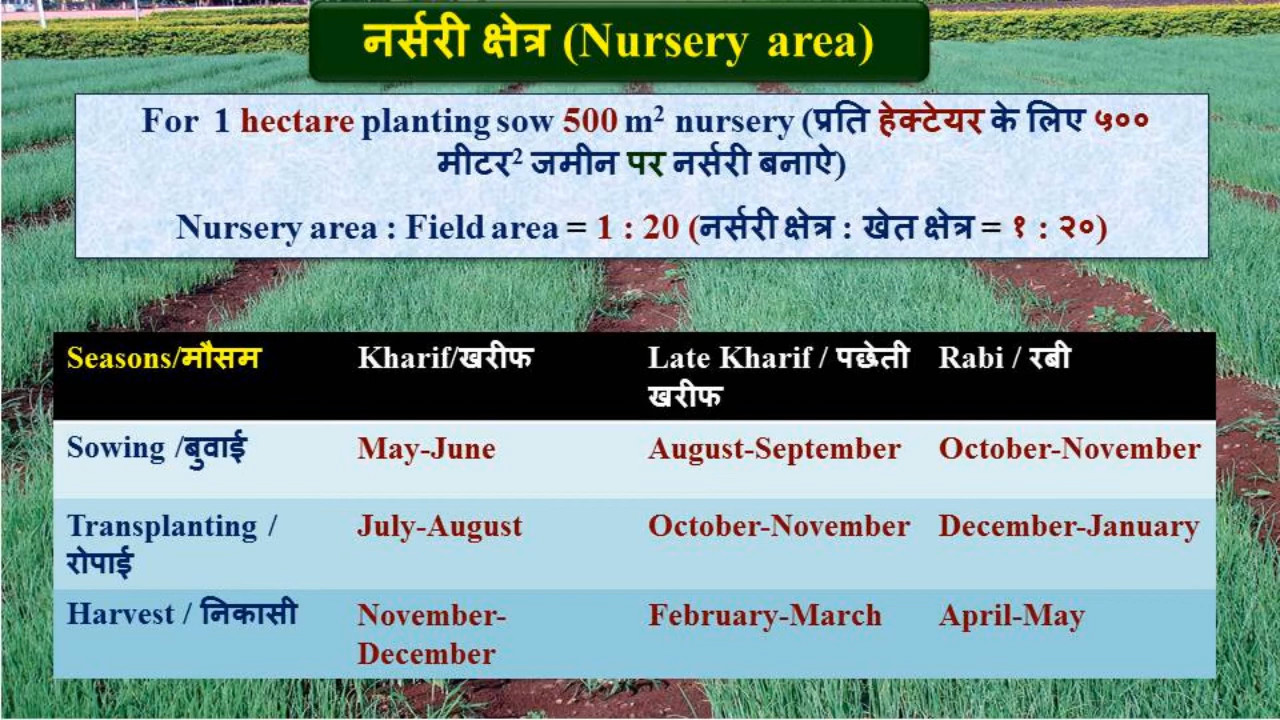 नर्सरी क्षेत्र (Nursery area)
For 1 hectare planting sow 500 m² nursery (प्रति हेक्टेयर के लिए ५००
मीटर² जमीन पर नर्सरी बनाऐ)
Nursery area : Field area = 1 : 20 (नर्सरी क्षेत्र : खेत क्षेत्र = १ : २०)
Seasons/मौसम Kharif/खरीफ Late Kharif / पछेती खरीफ Rabi / रबी
Sowing /बुवाई May-June August-September October-November
Transplanting / रोपाई July-August October-November December-January
Harvest / निकासी November-December February-March April-May